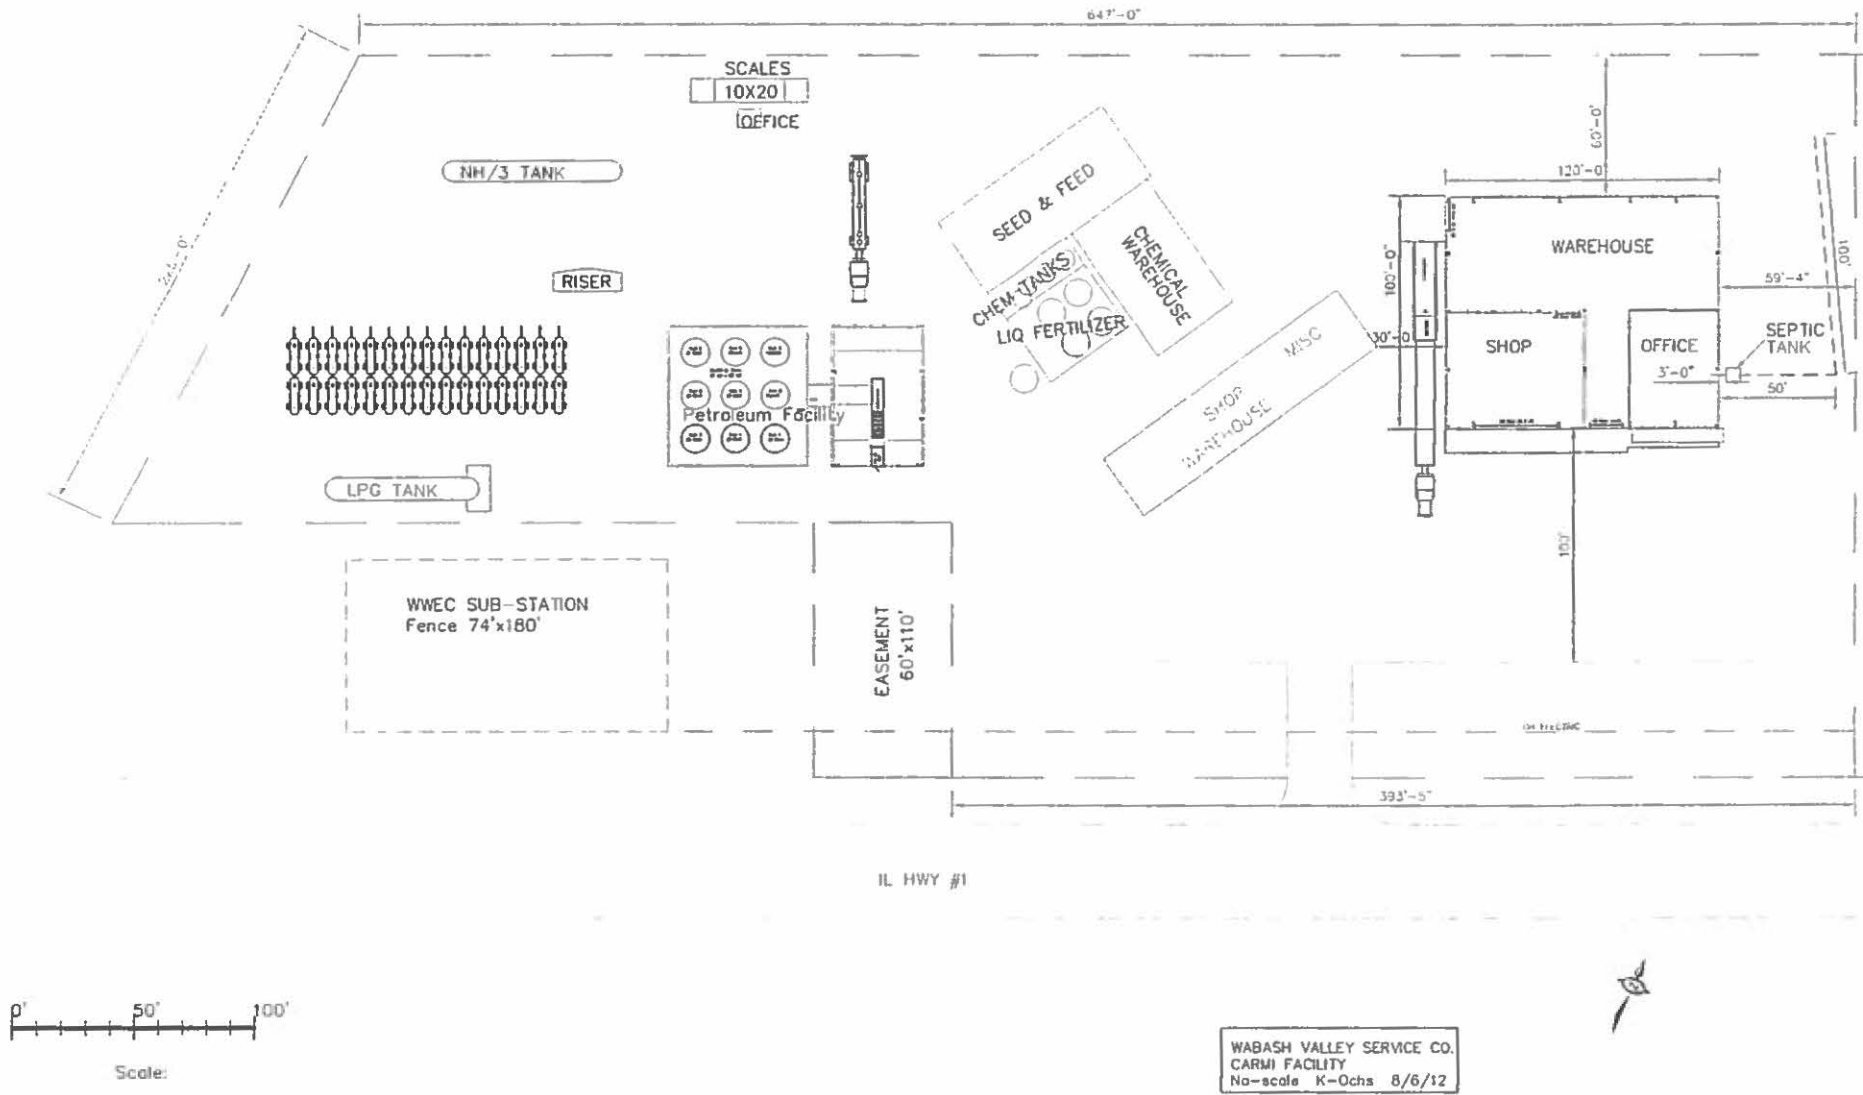 647'-0"
SCALES
10X20
OFFICE
NH/3 TANK
RISER
Petroleum Facility
LPG TANK
SEED & FEED
CHEMICAL
WAREHOUSE
CHEM-TANKS
LIQ FERTILIZER
MISC
SHOP
WAREHOUSE
60'-0"
120'-0
100'-0"
30'-0
WAREHOUSE
SHOP
OFFICE
3'-0"
59'-4"
100'
SEPTIC
TANK
50'
WWEC SUB-STATION
Fence 74'x180'
EASEMENT
60'x110'
OH ELECTRIC
393'-5"
IL HWY #1
0'
50'
100'
Scale:
WABASH VALLEY SERVICE CO.
CARMI FACILITY
No-scale K-Ochs 8/6/12